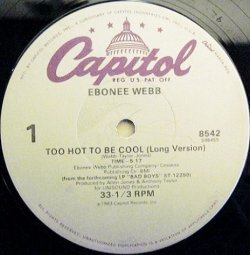 Capitol
REG. U.S. PAT. OFF.
EBONEE WEBB
1
8542
TOO HOT TO BE COOL (Long Version)
(Webb-Taylor-Jones)
TIME - 5:17
Ebonee Webb Publishing Company- Cessess
Publishing Co. BMI
(from the forthcoming LP "BAD BOYS" ST-12250)
Produced by Allen Jones & Anthony Taylor
for UNISOUND Productions
33-1/3 RPM
1983 Capitol Records, Inc.